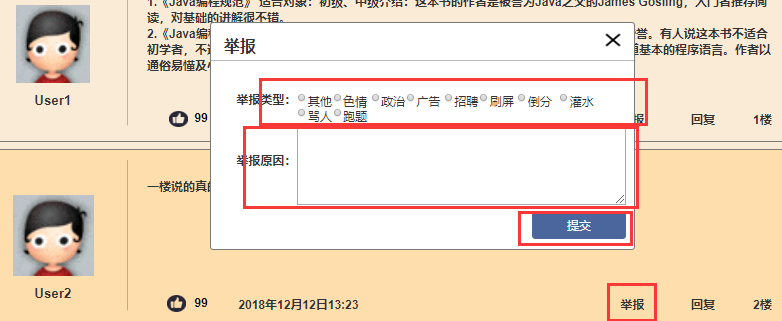 1.《Java编程规范》 适合对象：初级、中级介绍：这本书的作者是被誉为Java之父的James Gosling，入门者推荐阅
读，对基础的讲解很不错。
2.《Java编程
誉。有人说这本书不适合
初学者，不
基本的程序语言。作者以
通俗易懂及
User1
99
回复
1楼
举报
举报类型：
其他 色情 政治 广告 招聘 刷屏 倒分 灌水
骂人 跑题
举报原因：
提交
一楼说的真的
User2
99
2018年12月12日13:23
举报
回复
2楼